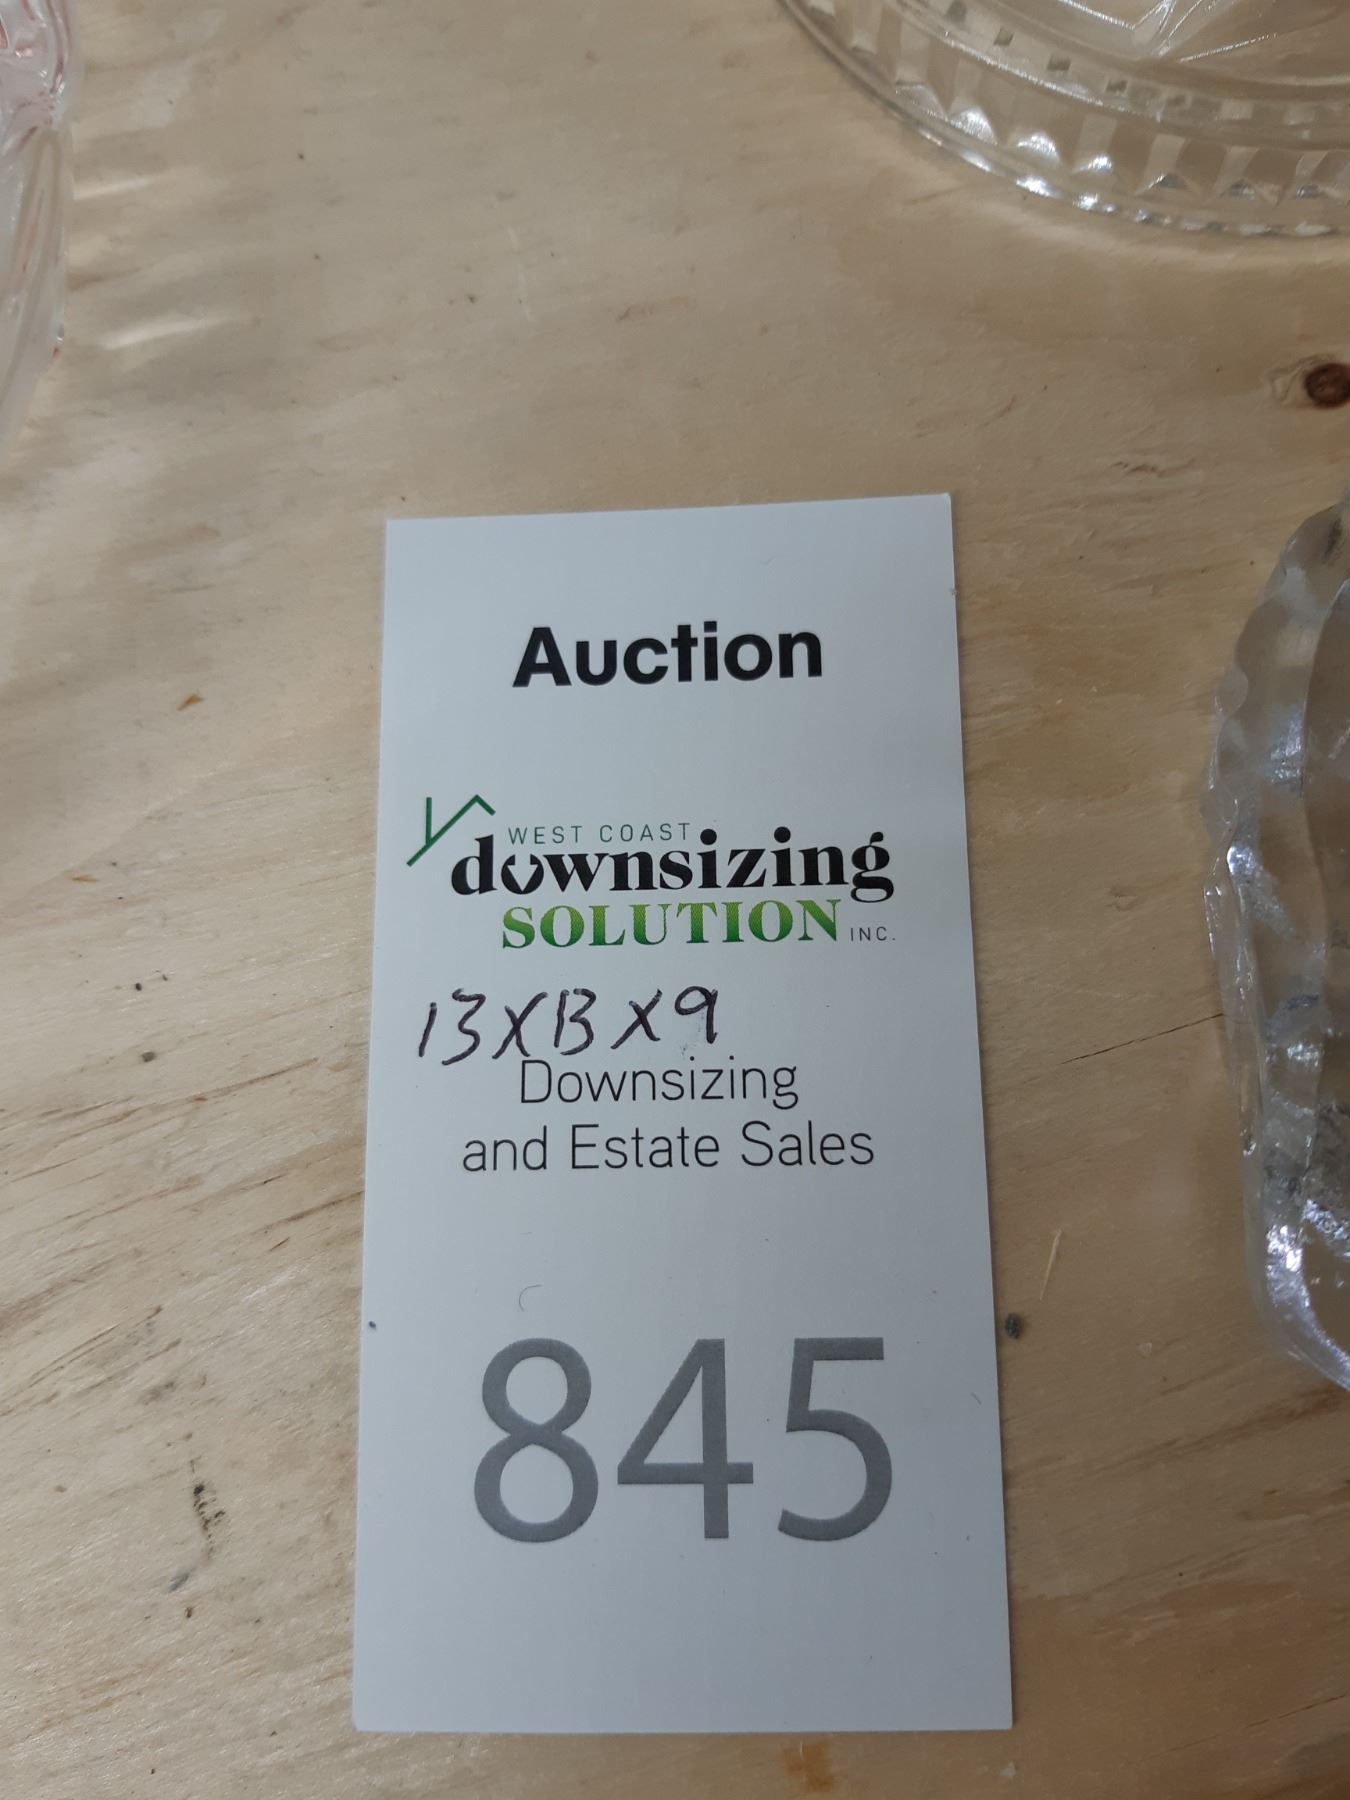 Auction
WEST COAST
downsizing
SOLUTION INC.
13X13X9
Downsizing
and Estate Sales
845